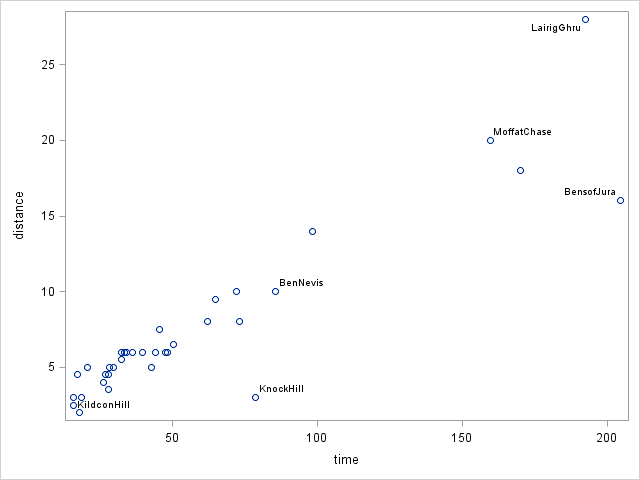 LairigGhru
25
MoffatChase
20
BensofJura
distance
15
BenNevis
10
KnockHill
5
KildconHill
50 100 150 200
time